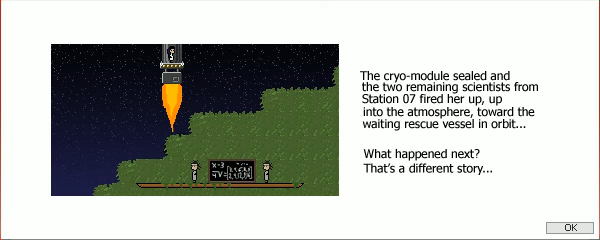 The cryo-module sealed and
the two remaining scientists from
Station 07 fired her up, up
into the atmosphere, toward the
waiting rescue vessel in orbit...
What happened next?
That's a different story...
x-3
OK